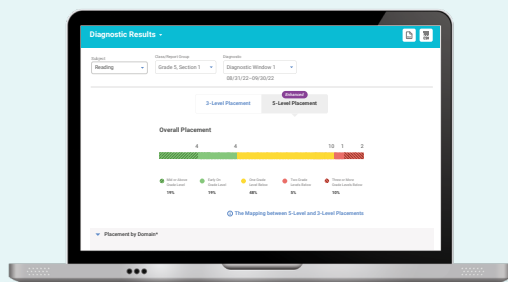 Diagnostic Results
PDF
CSV
Subject
Class/Report Group
Diagnostic
Reading
Grade 5, Section 1
Diagnostic Window 1
08/31/22–09/30/22
Enhanced
3-Level Placement
5-Level Placement
Overall Placement
4 4 10 1 2
Mid or Above
Grade Level
19%
Early On
Grade Level
19%
One Grade
Level Below
48%
Two Grade
Levels Below
5%
Three or More
Grade Levels Below
10%
The Mapping between 5-Level and 3-Level Placements
Placement by Domain*